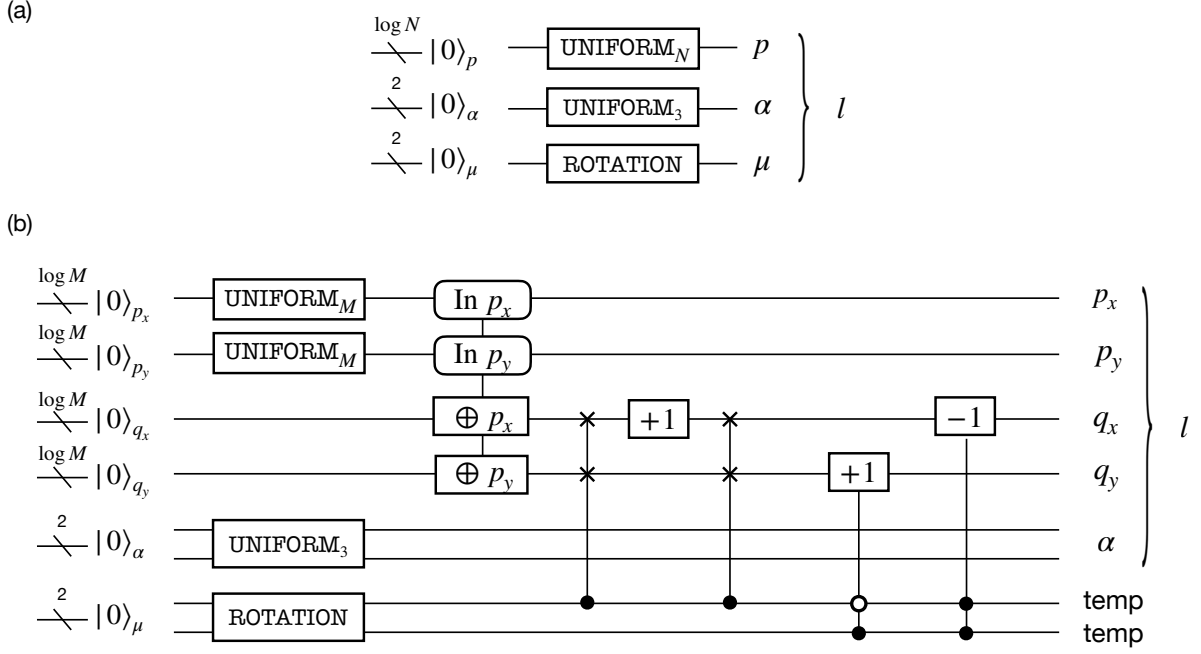 (a)
log N
|0⟩_p UNIFORM_N p
2
|0⟩_α UNIFORM_3 α l
2
|0⟩_μ ROTATION μ
(b)
log M
|0⟩_{p_x} UNIFORM_M In p_x p_x
log M
|0⟩_{p_y} UNIFORM_M In p_y p_y
log M
|0⟩_{q_x} ⊕ p_x +1 −1 q_x l
log M
|0⟩_{q_y} ⊕ p_y +1 q_y
2
|0⟩_α UNIFORM_3 α
2
|0⟩_μ ROTATION temp
temp